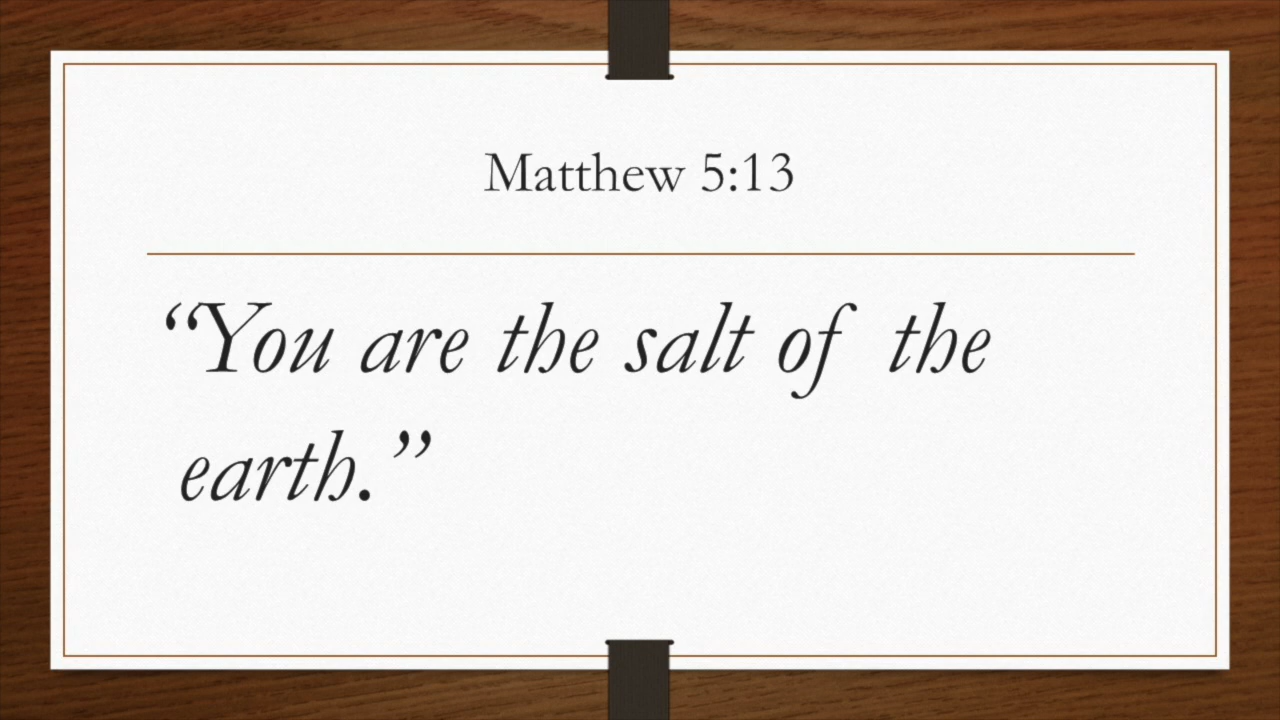 Matthew 5:13
“You are the salt of the
earth.”